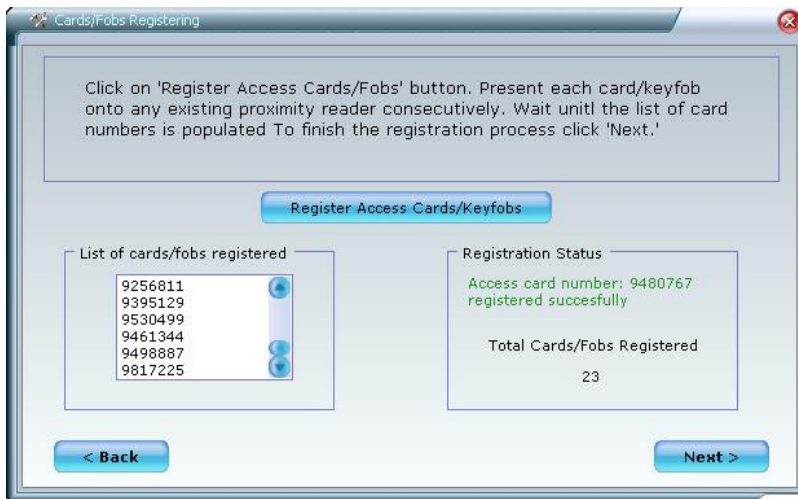 Cards/Fobs Registering
Click on 'Register Access Cards/Fobs' button. Present each card/keyfob
onto any existing proximity reader consecutively. Wait unitl the list of card
numbers is populated To finish the registration process click 'Next.'
Register Access Cards/Keyfobs
List of cards/fobs registered
9256811
9395129
9530499
9461344
9498887
9817225
Registration Status
Access card number: 9480767
registered succesfully
Total Cards/Fobs Registered
23
< Back
Next >